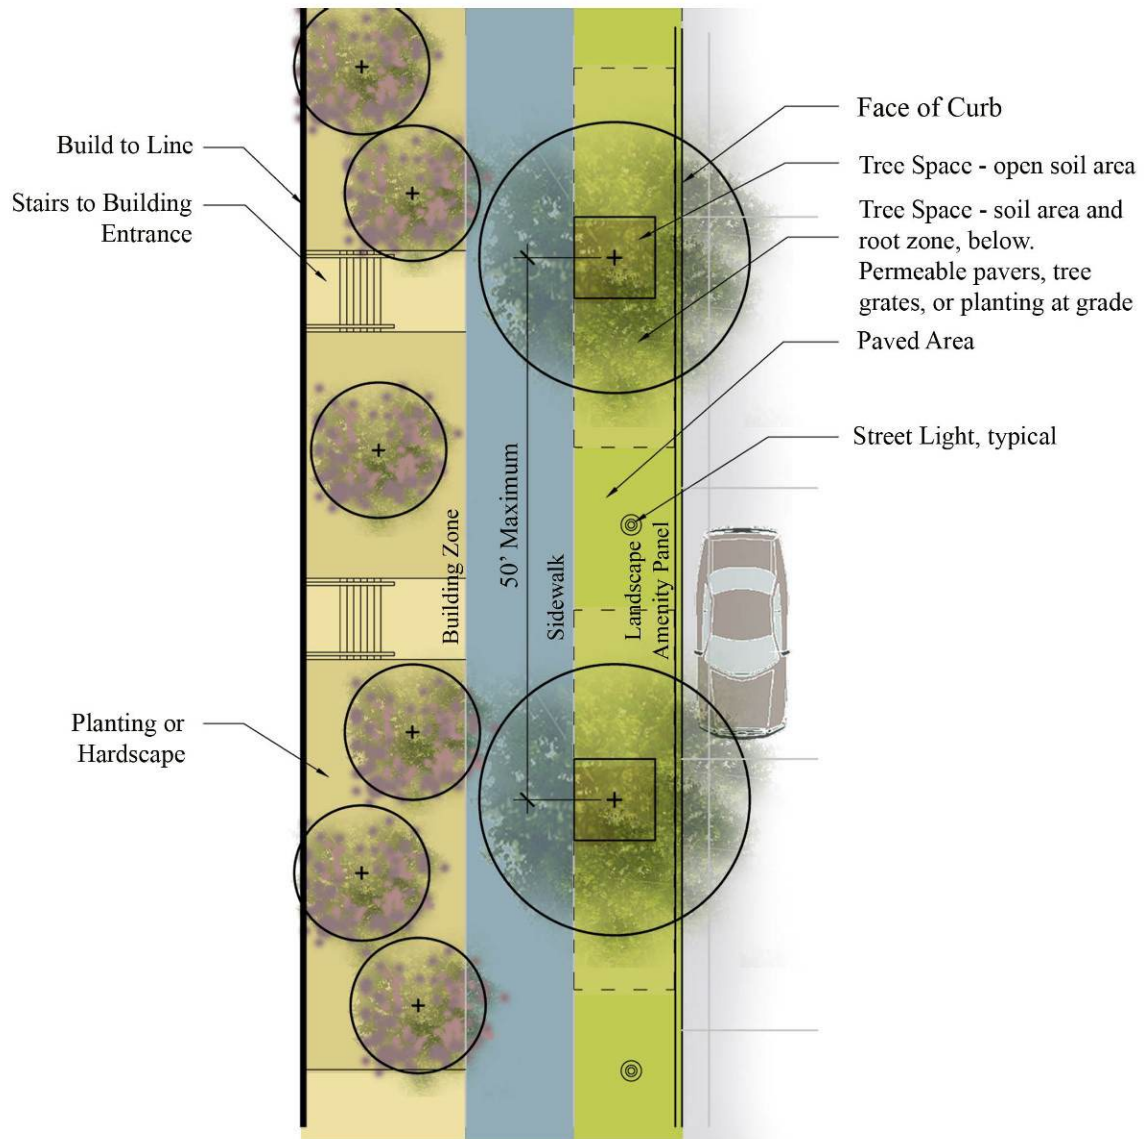 Build to Line
Stairs to Building
Entrance
Planting or
Hardscape
Building Zone
50’ Maximum
Sidewalk
Landscape
Amenity Panel
Face of Curb
Tree Space - open soil area
Tree Space - soil area and
root zone, below.
Permeable pavers, tree
grates, or planting at grade
Paved Area
Street Light, typical